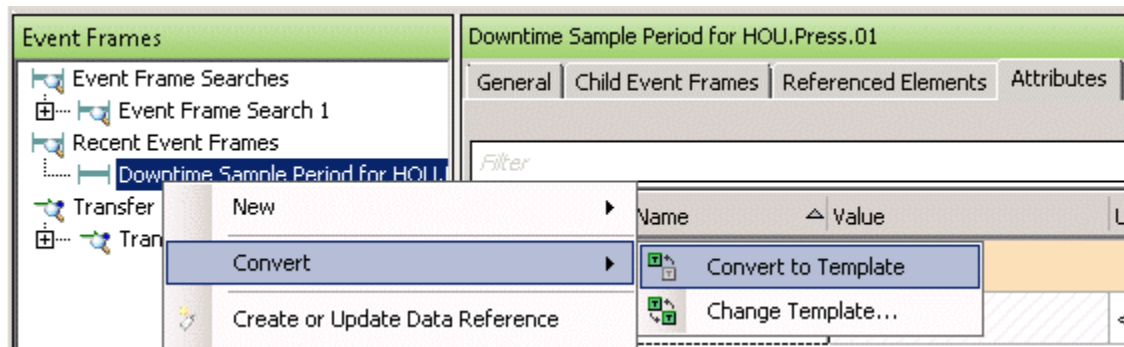 Event Frames
Downtime Sample Period for HOU.Press.01
Event Frame Searches
General Child Event Frames Referenced Elements Attributes
Event Frame Search 1
Recent Event Frames
Filter
Downtime Sample Period for HOU.
Transfer
New
Name Value
Tran
Convert
Convert to Template
Create or Update Data Reference
Change Template...